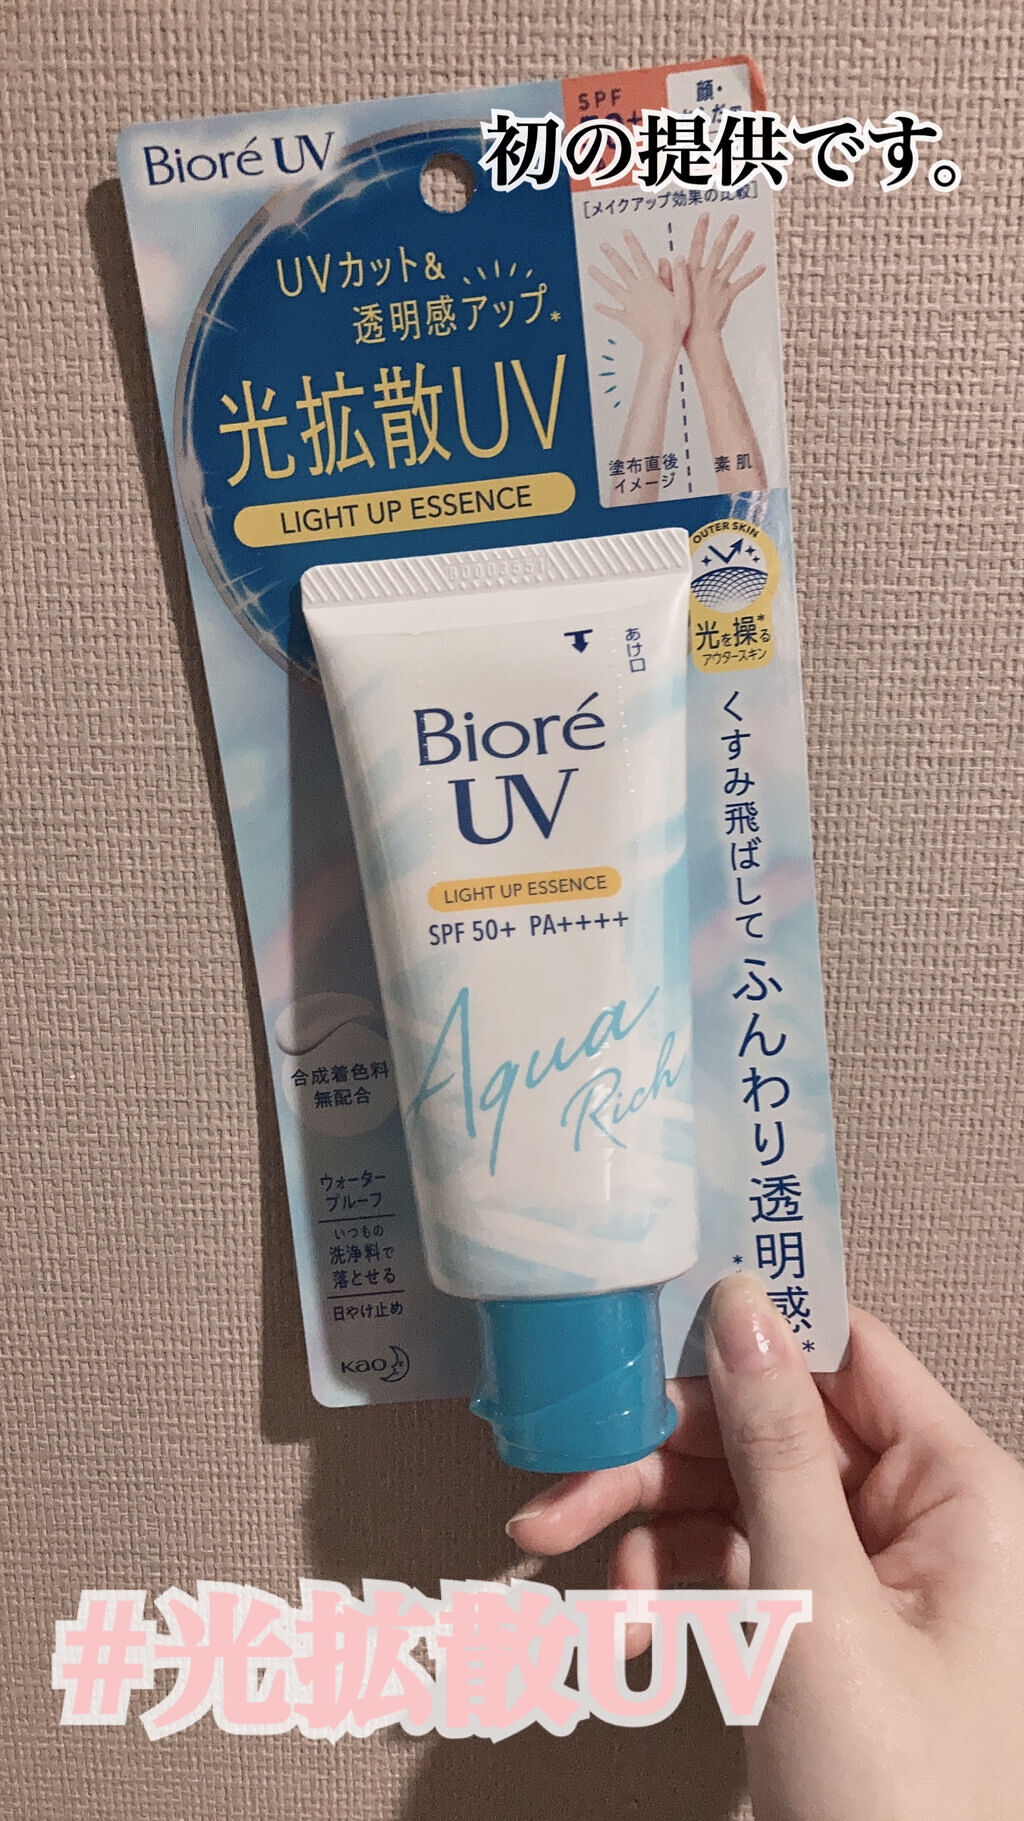 初の提供です。
Bioré UV
SPF
50+
顔・
[メイクアップ効果の比較]
UVカット&
透明感アップ*
光拡散UV
LIGHT UP ESSENCE
塗布直後
イメージ
素肌
OUTER SKIN
光を操る*
アウタースキン
あけ口
Bioré
UV
LIGHT UP ESSENCE
SPF 50+ PA++++
Aqua
Rich
くすみ飛ばして ふんわり透明感*
合成着色料
無配合
ウォーター
プルーフ
いつもの
洗浄料で
落とせる
日やけ止め
Kao
#光拡散UV